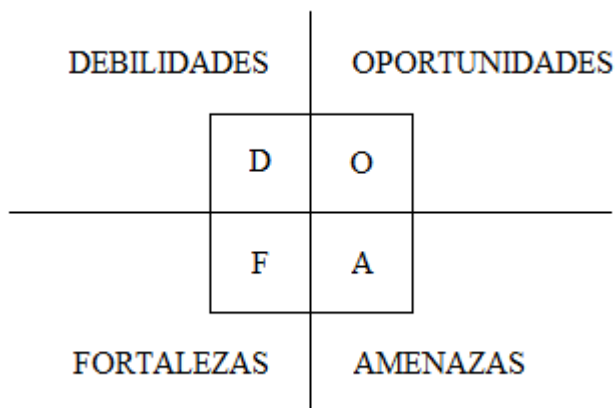 DEBILIDADES OPORTUNIDADES
D O
F A
FORTALEZAS AMENAZAS